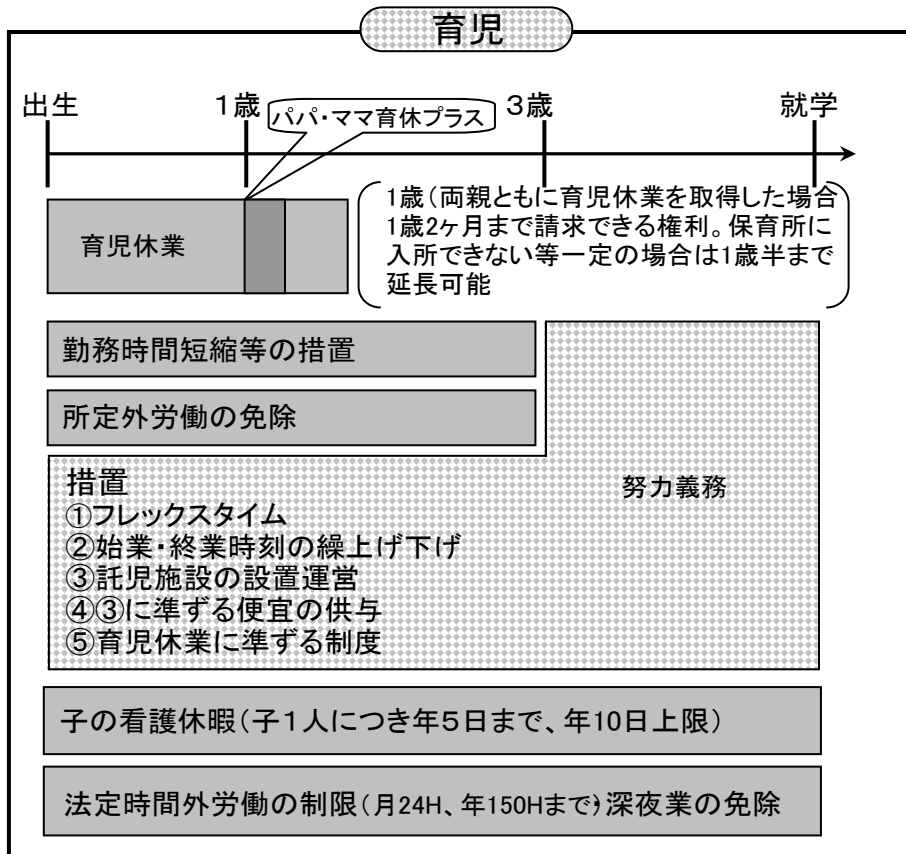 育児
出生
1歳
パパ・ママ育休プラス
3歳
就学
育児休業
1歳(両親ともに育児休業を取得した場合
1歳2ヶ月まで請求できる権利。保育所に
入所できない等一定の場合は1歳半まで
延長可能
勤務時間短縮等の措置
所定外労働の免除
措置
①フレックスタイム
②始業・終業時刻の繰上げ下げ
③託児施設の設置運営
④③に準ずる便宜の供与
⑤育児休業に準ずる制度
努力義務
子の看護休暇(子1人につき年5日まで、年10日上限)
法定時間外労働の制限(月24H、年150Hまで)・深夜業の免除